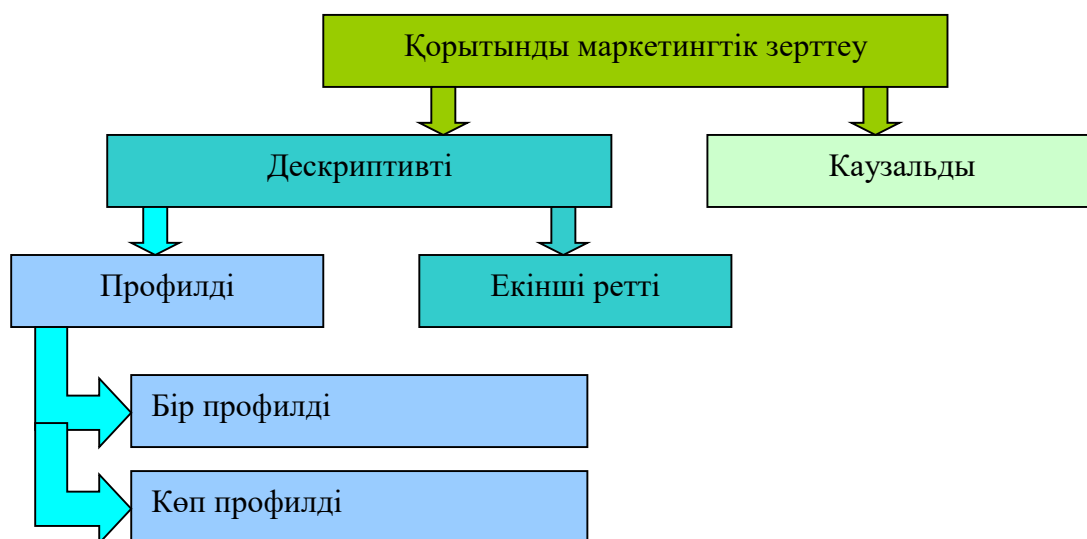 Қорытынды маркетингтік зерттеу
Дескриптивті
Каузальды
Профилді
Екінші ретті
Бір профилді
Көп профилді